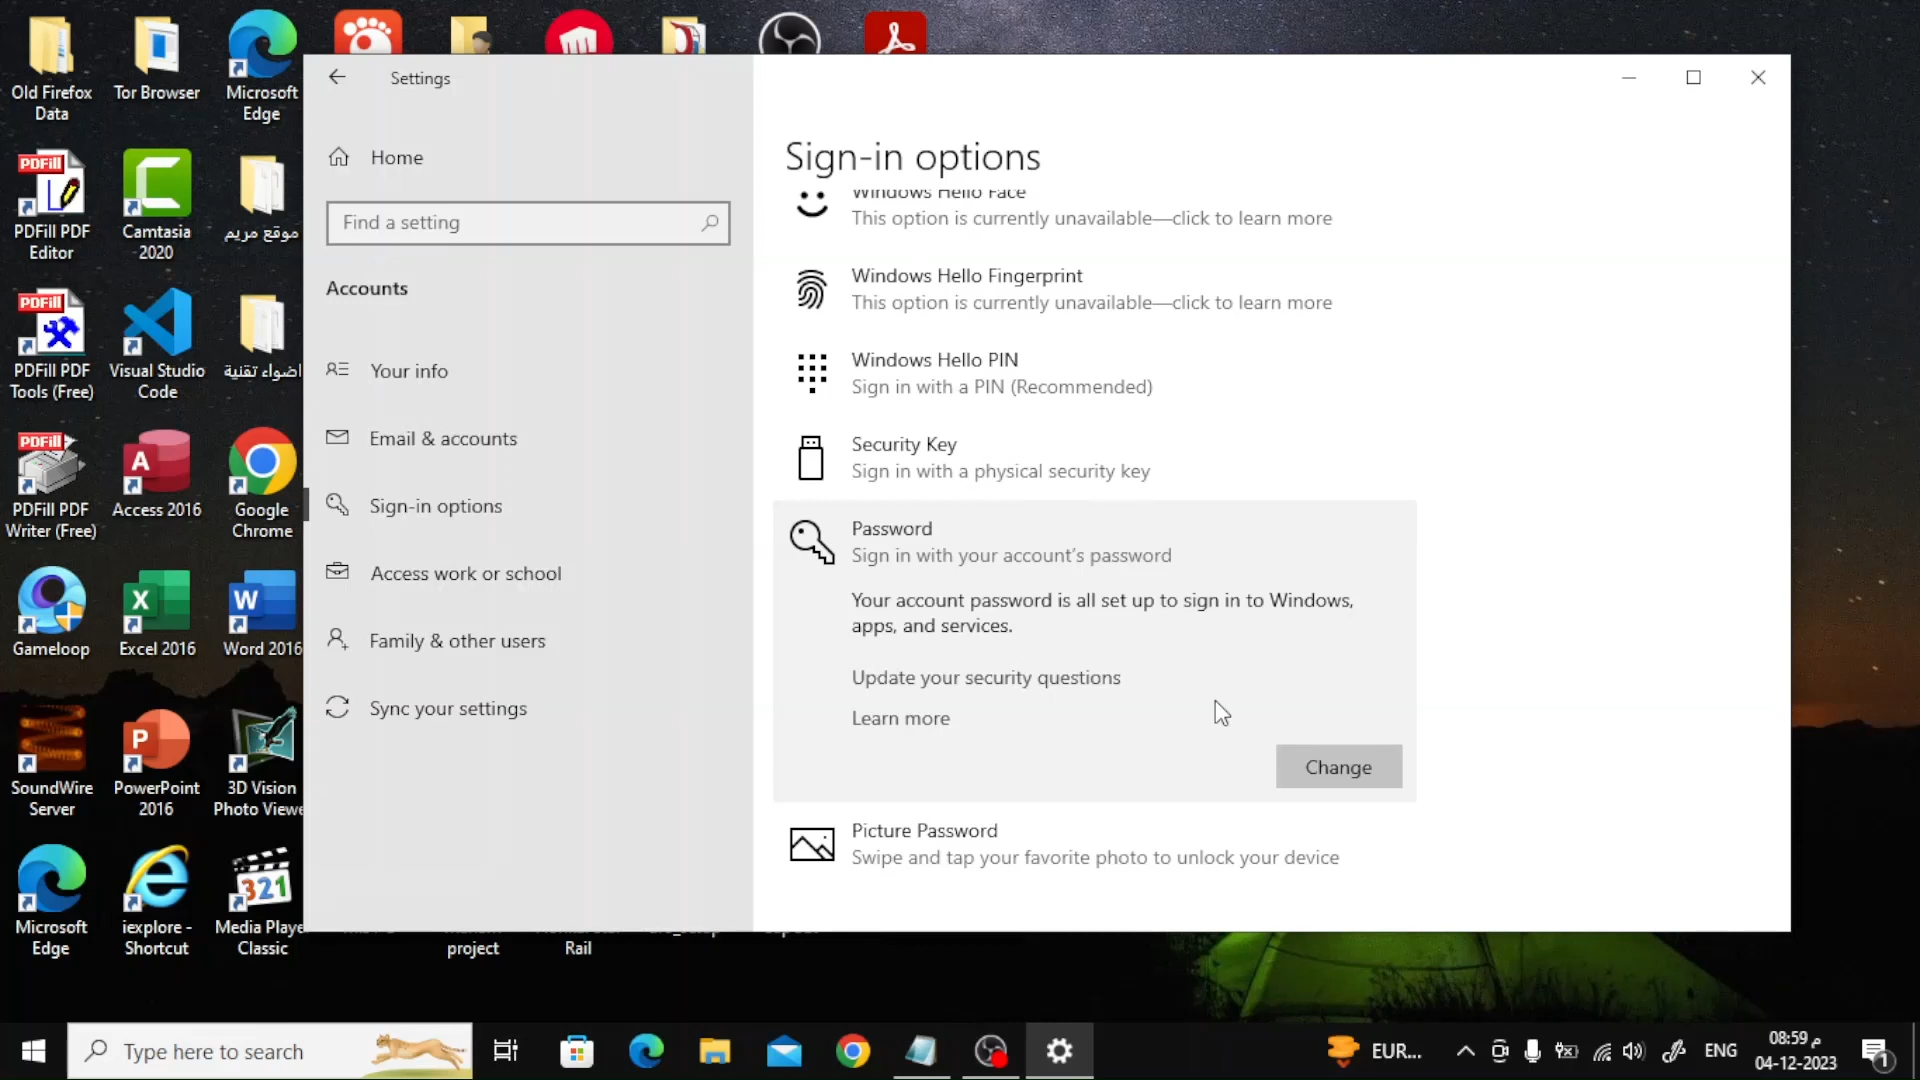 Old Firefox
Data
Tor Browser
Microsoft
Edge
PDFill
PDFill PDF
Editor
Camtasia
2020
موقع مريم
PDFill
PDFill PDF
Tools (Free)
Visual Studio
Code
اضواء تقنية
PDFill
PDFill PDF
Writer (Free)
Access 2016
Google
Chrome
Gameloop
Excel 2016
Word 2016
SoundWire
Server
PowerPoint
2016
3D Vision
Photo Viewe
Microsoft
Edge
iexplore -
Shortcut
321
Media Playe
Classic
project
Rail
Settings
Home
Find a setting
Accounts
Your info
Email & accounts
Sign-in options
Access work or school
Family & other users
Sync your settings
Sign-in options
Windows Hello Face
This option is currently unavailable—click to learn more
Windows Hello Fingerprint
This option is currently unavailable—click to learn more
Windows Hello PIN
Sign in with a PIN (Recommended)
Security Key
Sign in with a physical security key
Password
Sign in with your account's password
Your account password is all set up to sign in to Windows,
apps, and services.
Update your security questions
Learn more
Change
Picture Password
Swipe and tap your favorite photo to unlock your device
Type here to search
EUR...
ENG
08:59 م
04-12-2023
1